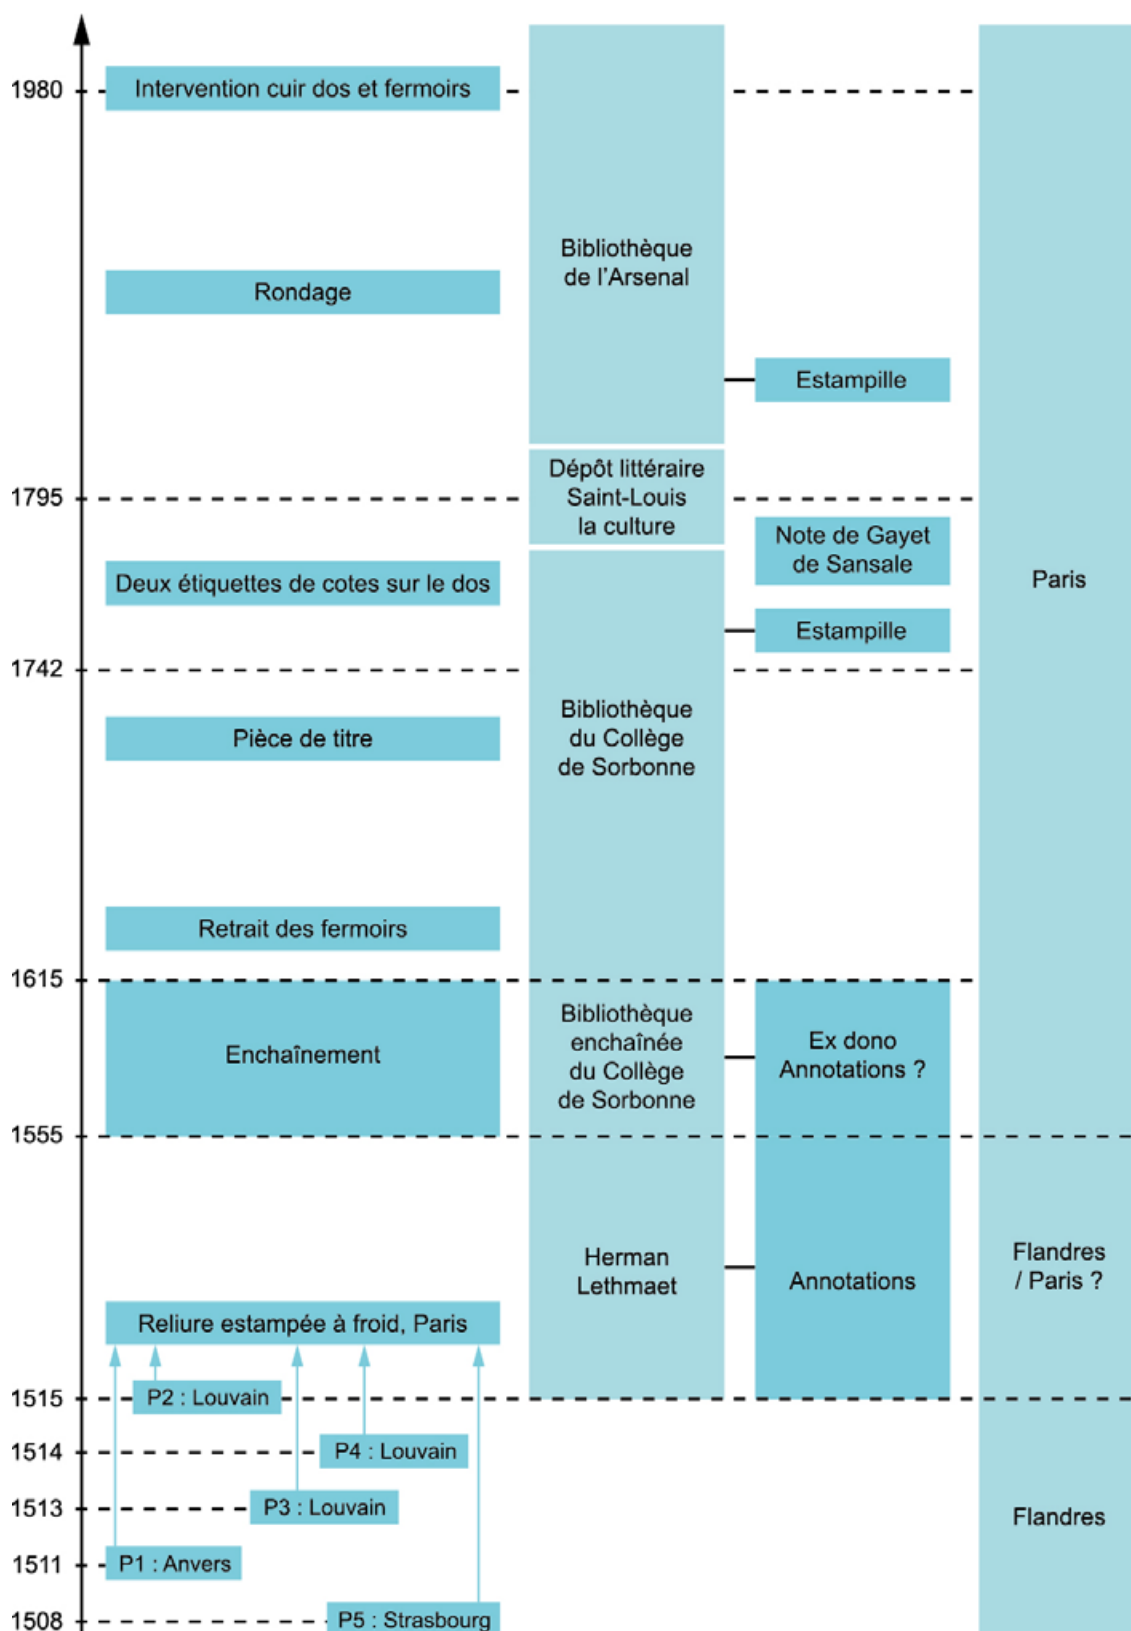 1980
Intervention cuir dos et fermoirs
Bibliothèque
de l'Arsenal
Rondage
Estampille
Dépôt littéraire
Saint-Louis
la culture
1795
Note de Gayet
de Sansale
Deux étiquettes de cotes sur le dos
Paris
Estampille
1742
Bibliothèque
du Collège
de Sorbonne
Pièce de titre
Retrait des fermoirs
1615
Enchaînement
Bibliothèque
enchaînée
du Collège
de Sorbonne
Ex dono
Annotations ?
1555
Herman
Lethmaet
Annotations
Flandres
/ Paris ?
Reliure estampée à froid, Paris
1515
P2 : Louvain
1514
P4 : Louvain
1513
P3 : Louvain
Flandres
1511
P1 : Anvers
1508
P5 : Strasbourg